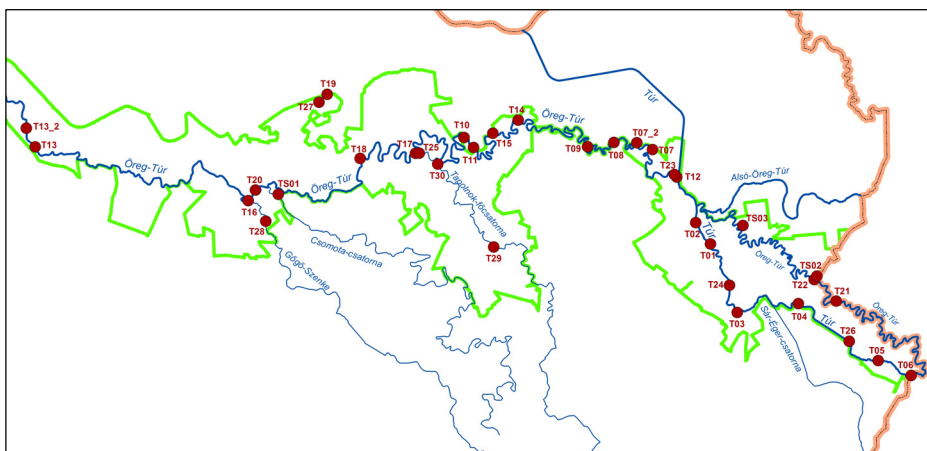 T19
T27
T13_2
T13
Öreg-Túr
T20
TS01
T16
T28
Öreg-Túr
T18
T17
T25
T30
T10
T11
T15
T14
Öreg-Túr
T09
T08
T07_2
T07
T23
T12
Túr
Alsó-Öreg-Túr
T02
Túr
T01
TS03
Öreg-Túr
TS02
T22
T21
Öreg-Túr
T24
T03
T04
Túr
T26
T05
T06
Sár-Éger-csatorna
Tapolnok-főcsatorna
T29
Csomota-csatorna
Gőgő-Szenke